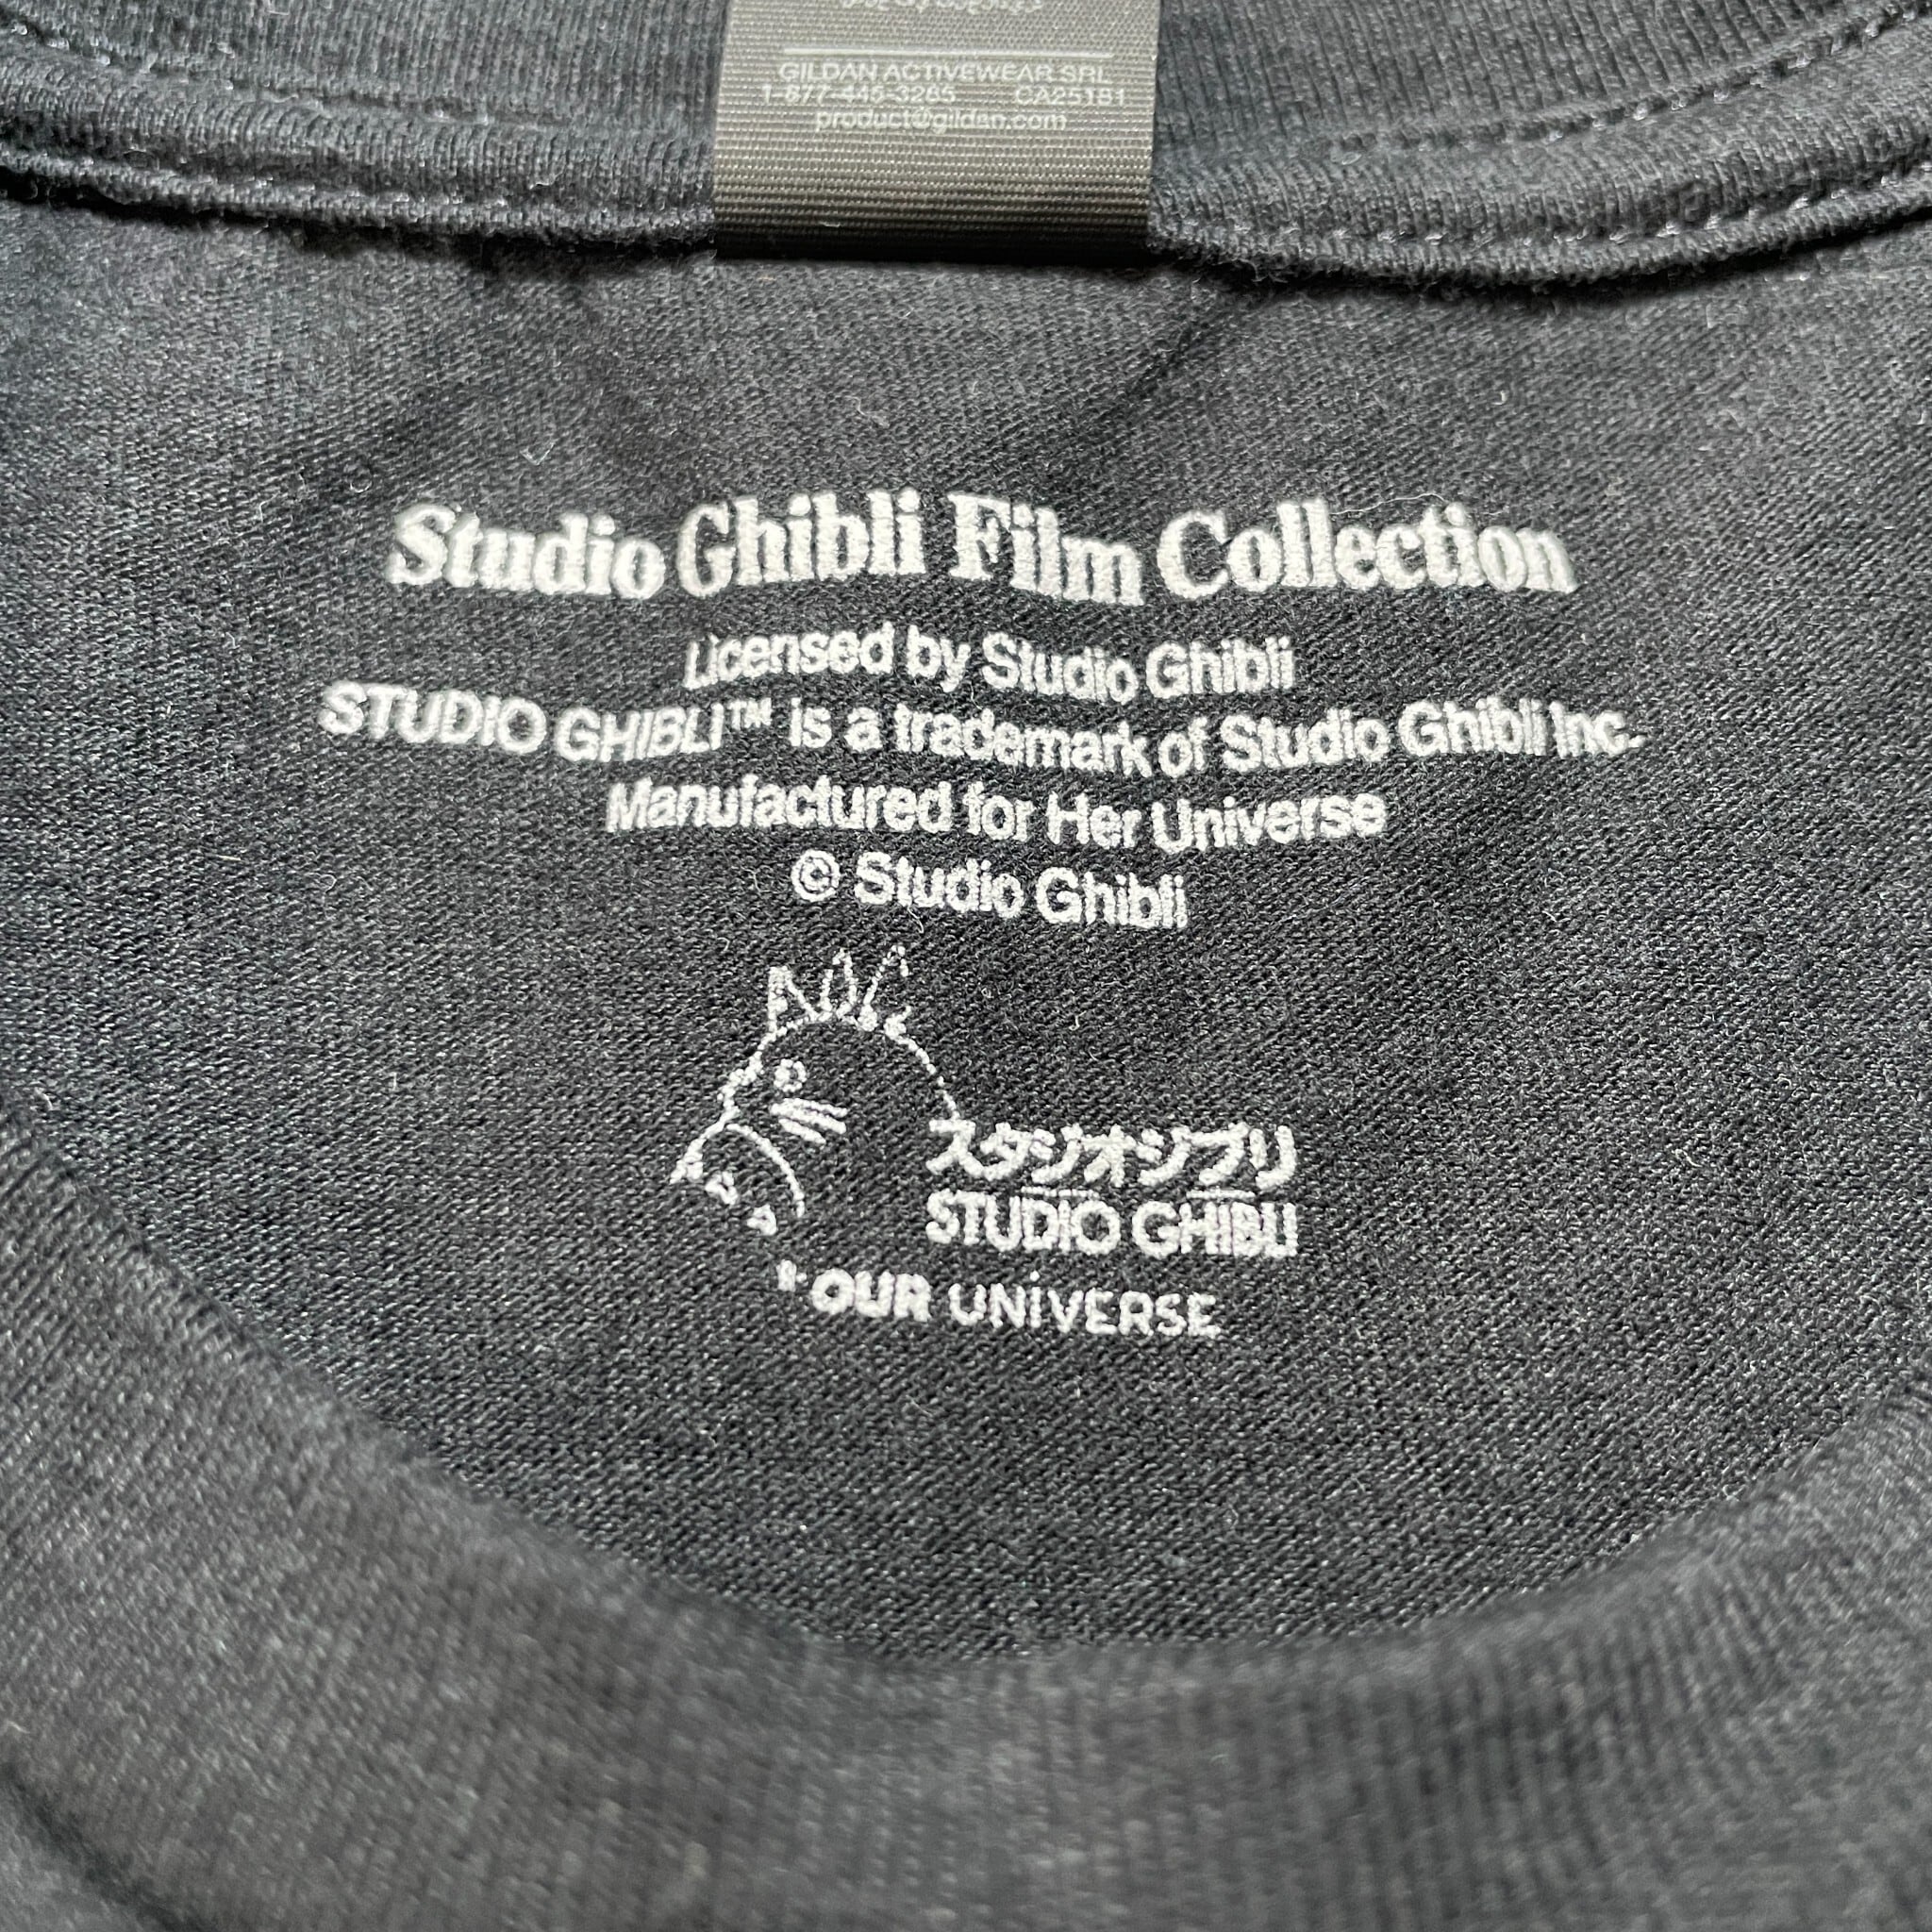 GILDAN ACTIVEWEAR SRL
1-877-445-3265 CA25181
product@gildan.com
Studio Ghibli Film Collection
Licensed by Studio Ghibli
STUDIO GHIBLI™ is a trademark of Studio Ghibli Inc.
Manufactured for Her Universe
© Studio Ghibli
スタジオジブリ
STUDIO GHIBLI
OUR UNIVERSE